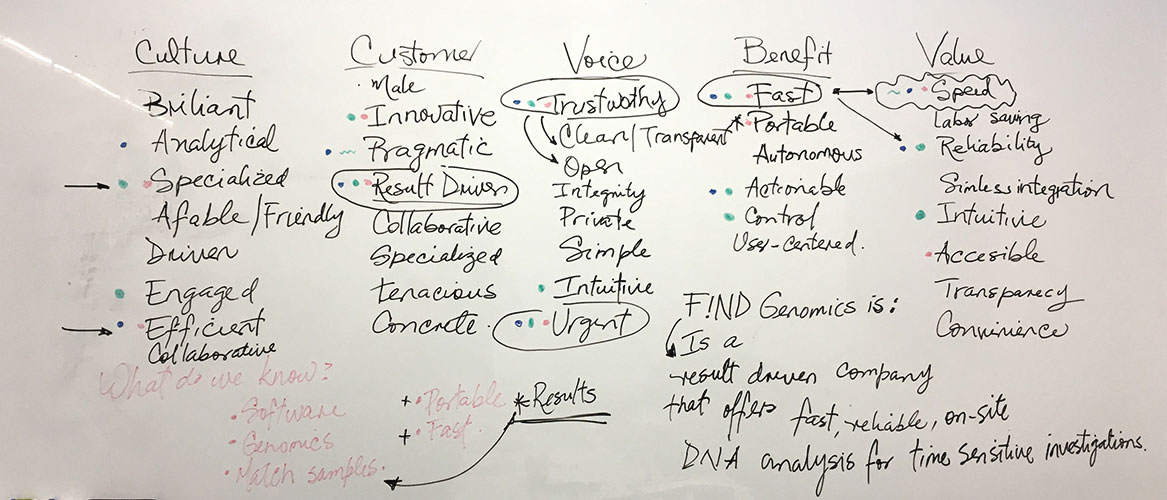 Culture
Briliant
Analytical
Specialized
Afable/Friendly
Driven
Engaged
Efficient
Collaborative
Customer
Male
Innovative
Pragmatic
Result Driven
Collaborative
Specialized
tenacious
Concrete.
Voice
Trustworthy
Clean/Transparent
Open
Integrity
Private
Simple
Intuitive
Urgent
Benefit
Fast
*Portable
Autonomous
Actionable
Control
User-centered.
Value
Speed
Labor saving
Reliability
Simless integration
Intuitive
Accesible
Transparecy
Convinience
What do we know?
• Software
• Genomics
• Match samples.
+ • Portable
+ • Fast.
*Results
F!ND Genomics is:
Is a
result driven company
that offers fast, reliable, on-site
DNA analysis for time sensitive investigations.